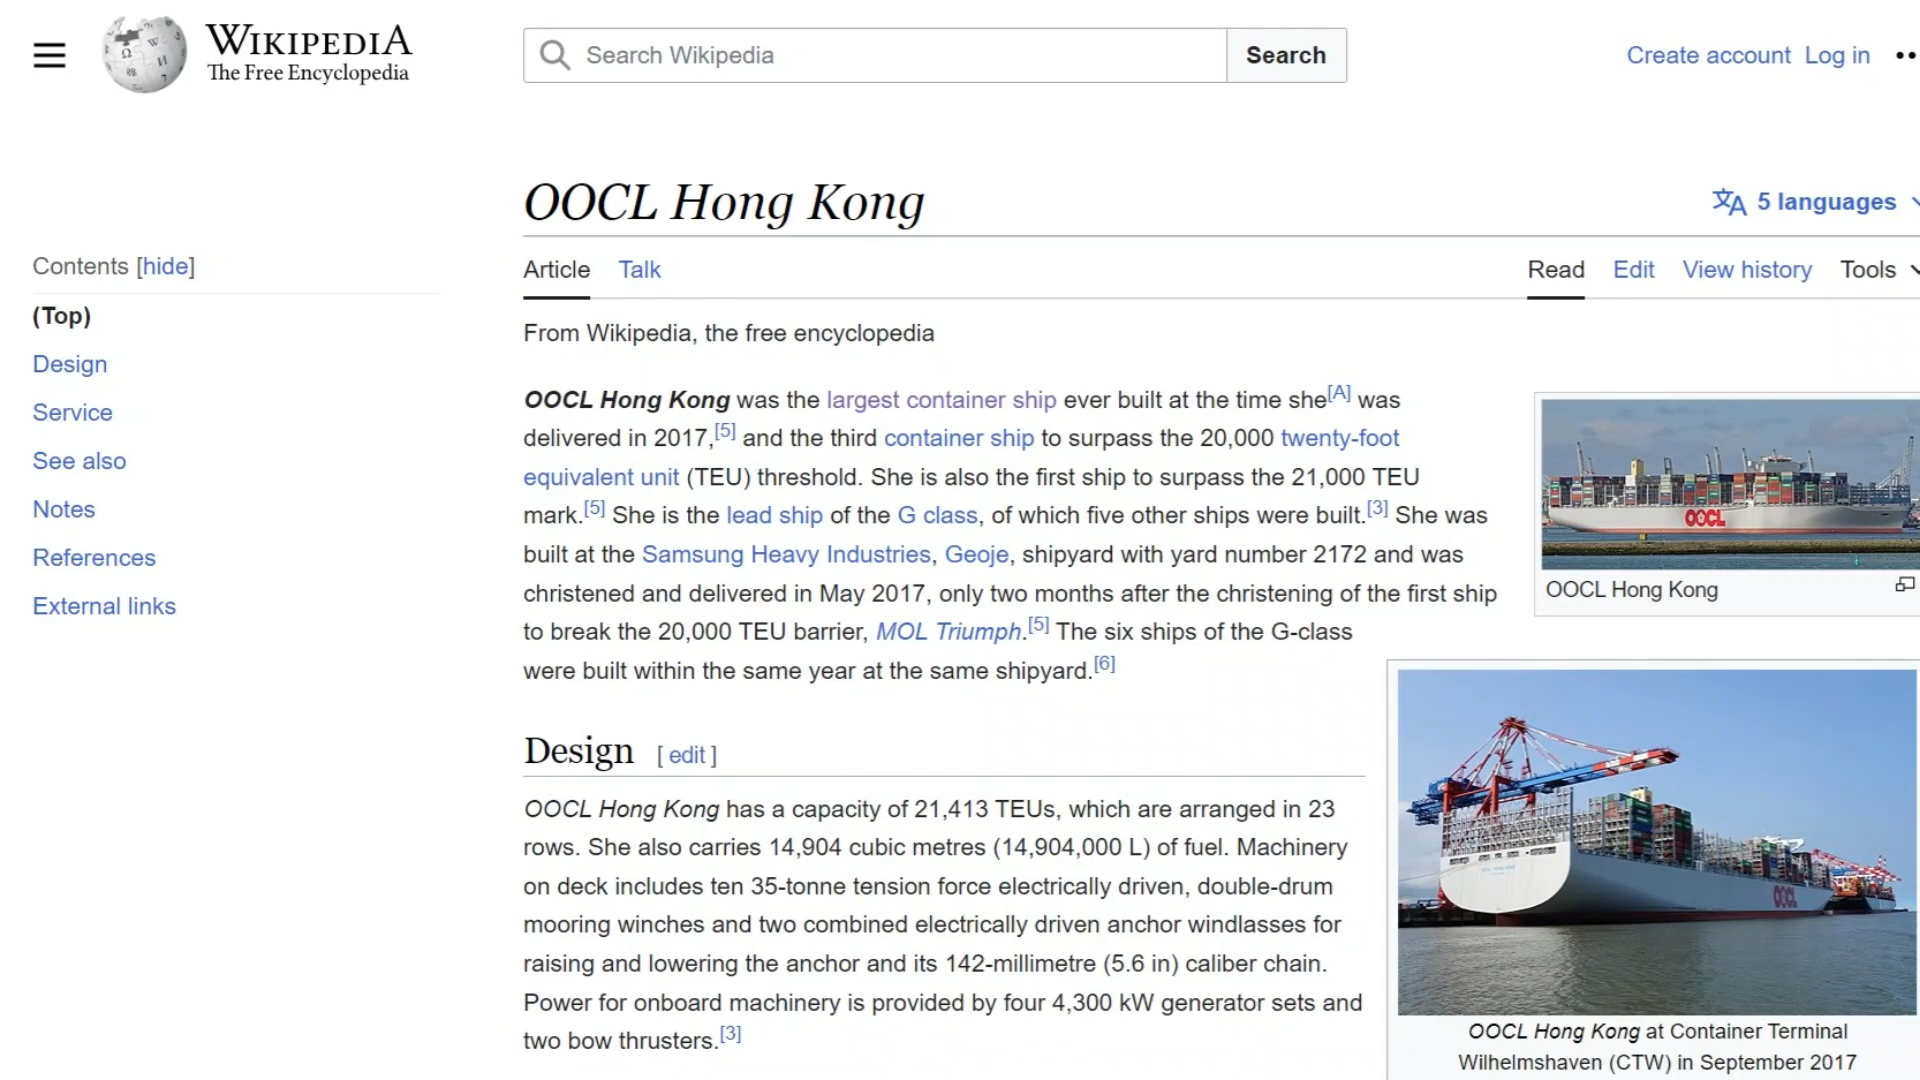 WIKIPEDIA
The Free Encyclopedia
Search Wikipedia
Search
Create account Log in
OOCL Hong Kong
5 languages
Contents [hide]
(Top)
Design
Service
See also
Notes
References
External links
Article Talk
Read Edit View history Tools
From Wikipedia, the free encyclopedia
OOCL Hong Kong was the largest container ship ever built at the time she[A] was
delivered in 2017,[5] and the third container ship to surpass the 20,000 twenty-foot
equivalent unit (TEU) threshold. She is also the first ship to surpass the 21,000 TEU
mark.[5] She is the lead ship of the G class, of which five other ships were built.[3] She was
built at the Samsung Heavy Industries, Geoje, shipyard with yard number 2172 and was
christened and delivered in May 2017, only two months after the christening of the first ship
to break the 20,000 TEU barrier, MOL Triumph.[5] The six ships of the G-class
were built within the same year at the same shipyard.[6]
OOCL
OOCL Hong Kong
Design [ edit ]
OOCL Hong Kong has a capacity of 21,413 TEUs, which are arranged in 23
rows. She also carries 14,904 cubic metres (14,904,000 L) of fuel. Machinery
on deck includes ten 35-tonne tension force electrically driven, double-drum
mooring winches and two combined electrically driven anchor windlasses for
raising and lowering the anchor and its 142-millimetre (5.6 in) caliber chain.
Power for onboard machinery is provided by four 4,300 kW generator sets and
two bow thrusters.[3]
OOCL
OOCL Hong Kong at Container Terminal
Wilhelmshaven (CTW) in September 2017